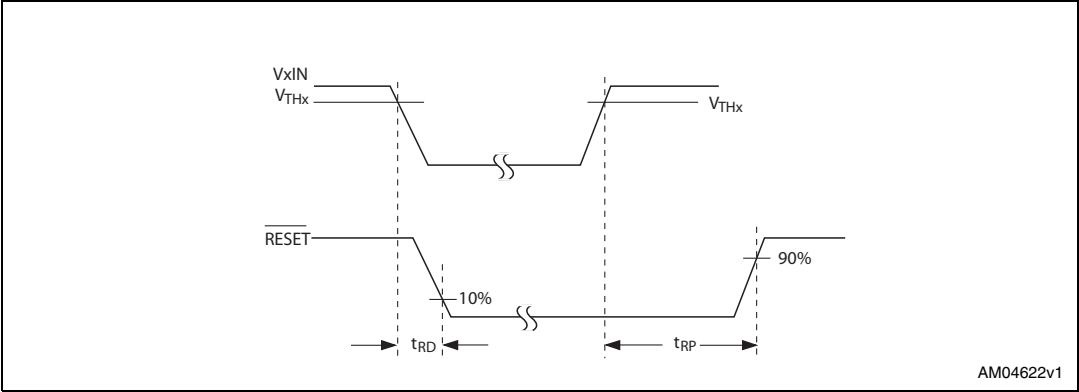 VxIN
VTHx
VTHx
RESET
90%
10%
tRD
tRP
AM04622v1